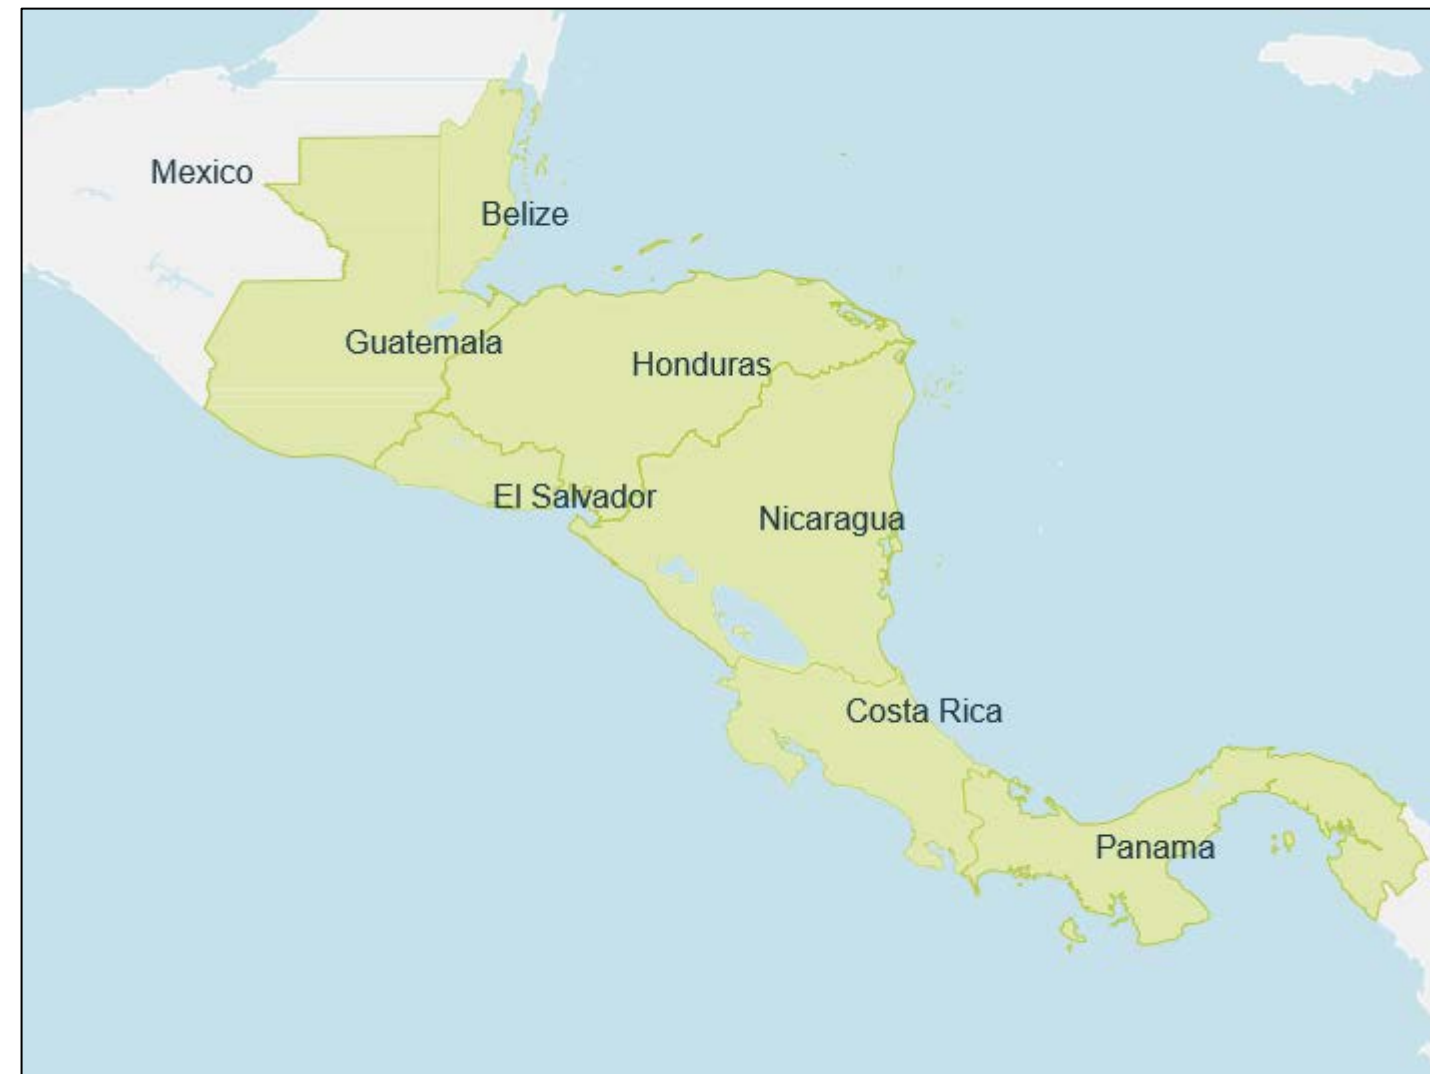 Mexico
Belize
Guatemala
Honduras
El Salvador
Nicaragua
Costa Rica
Panama